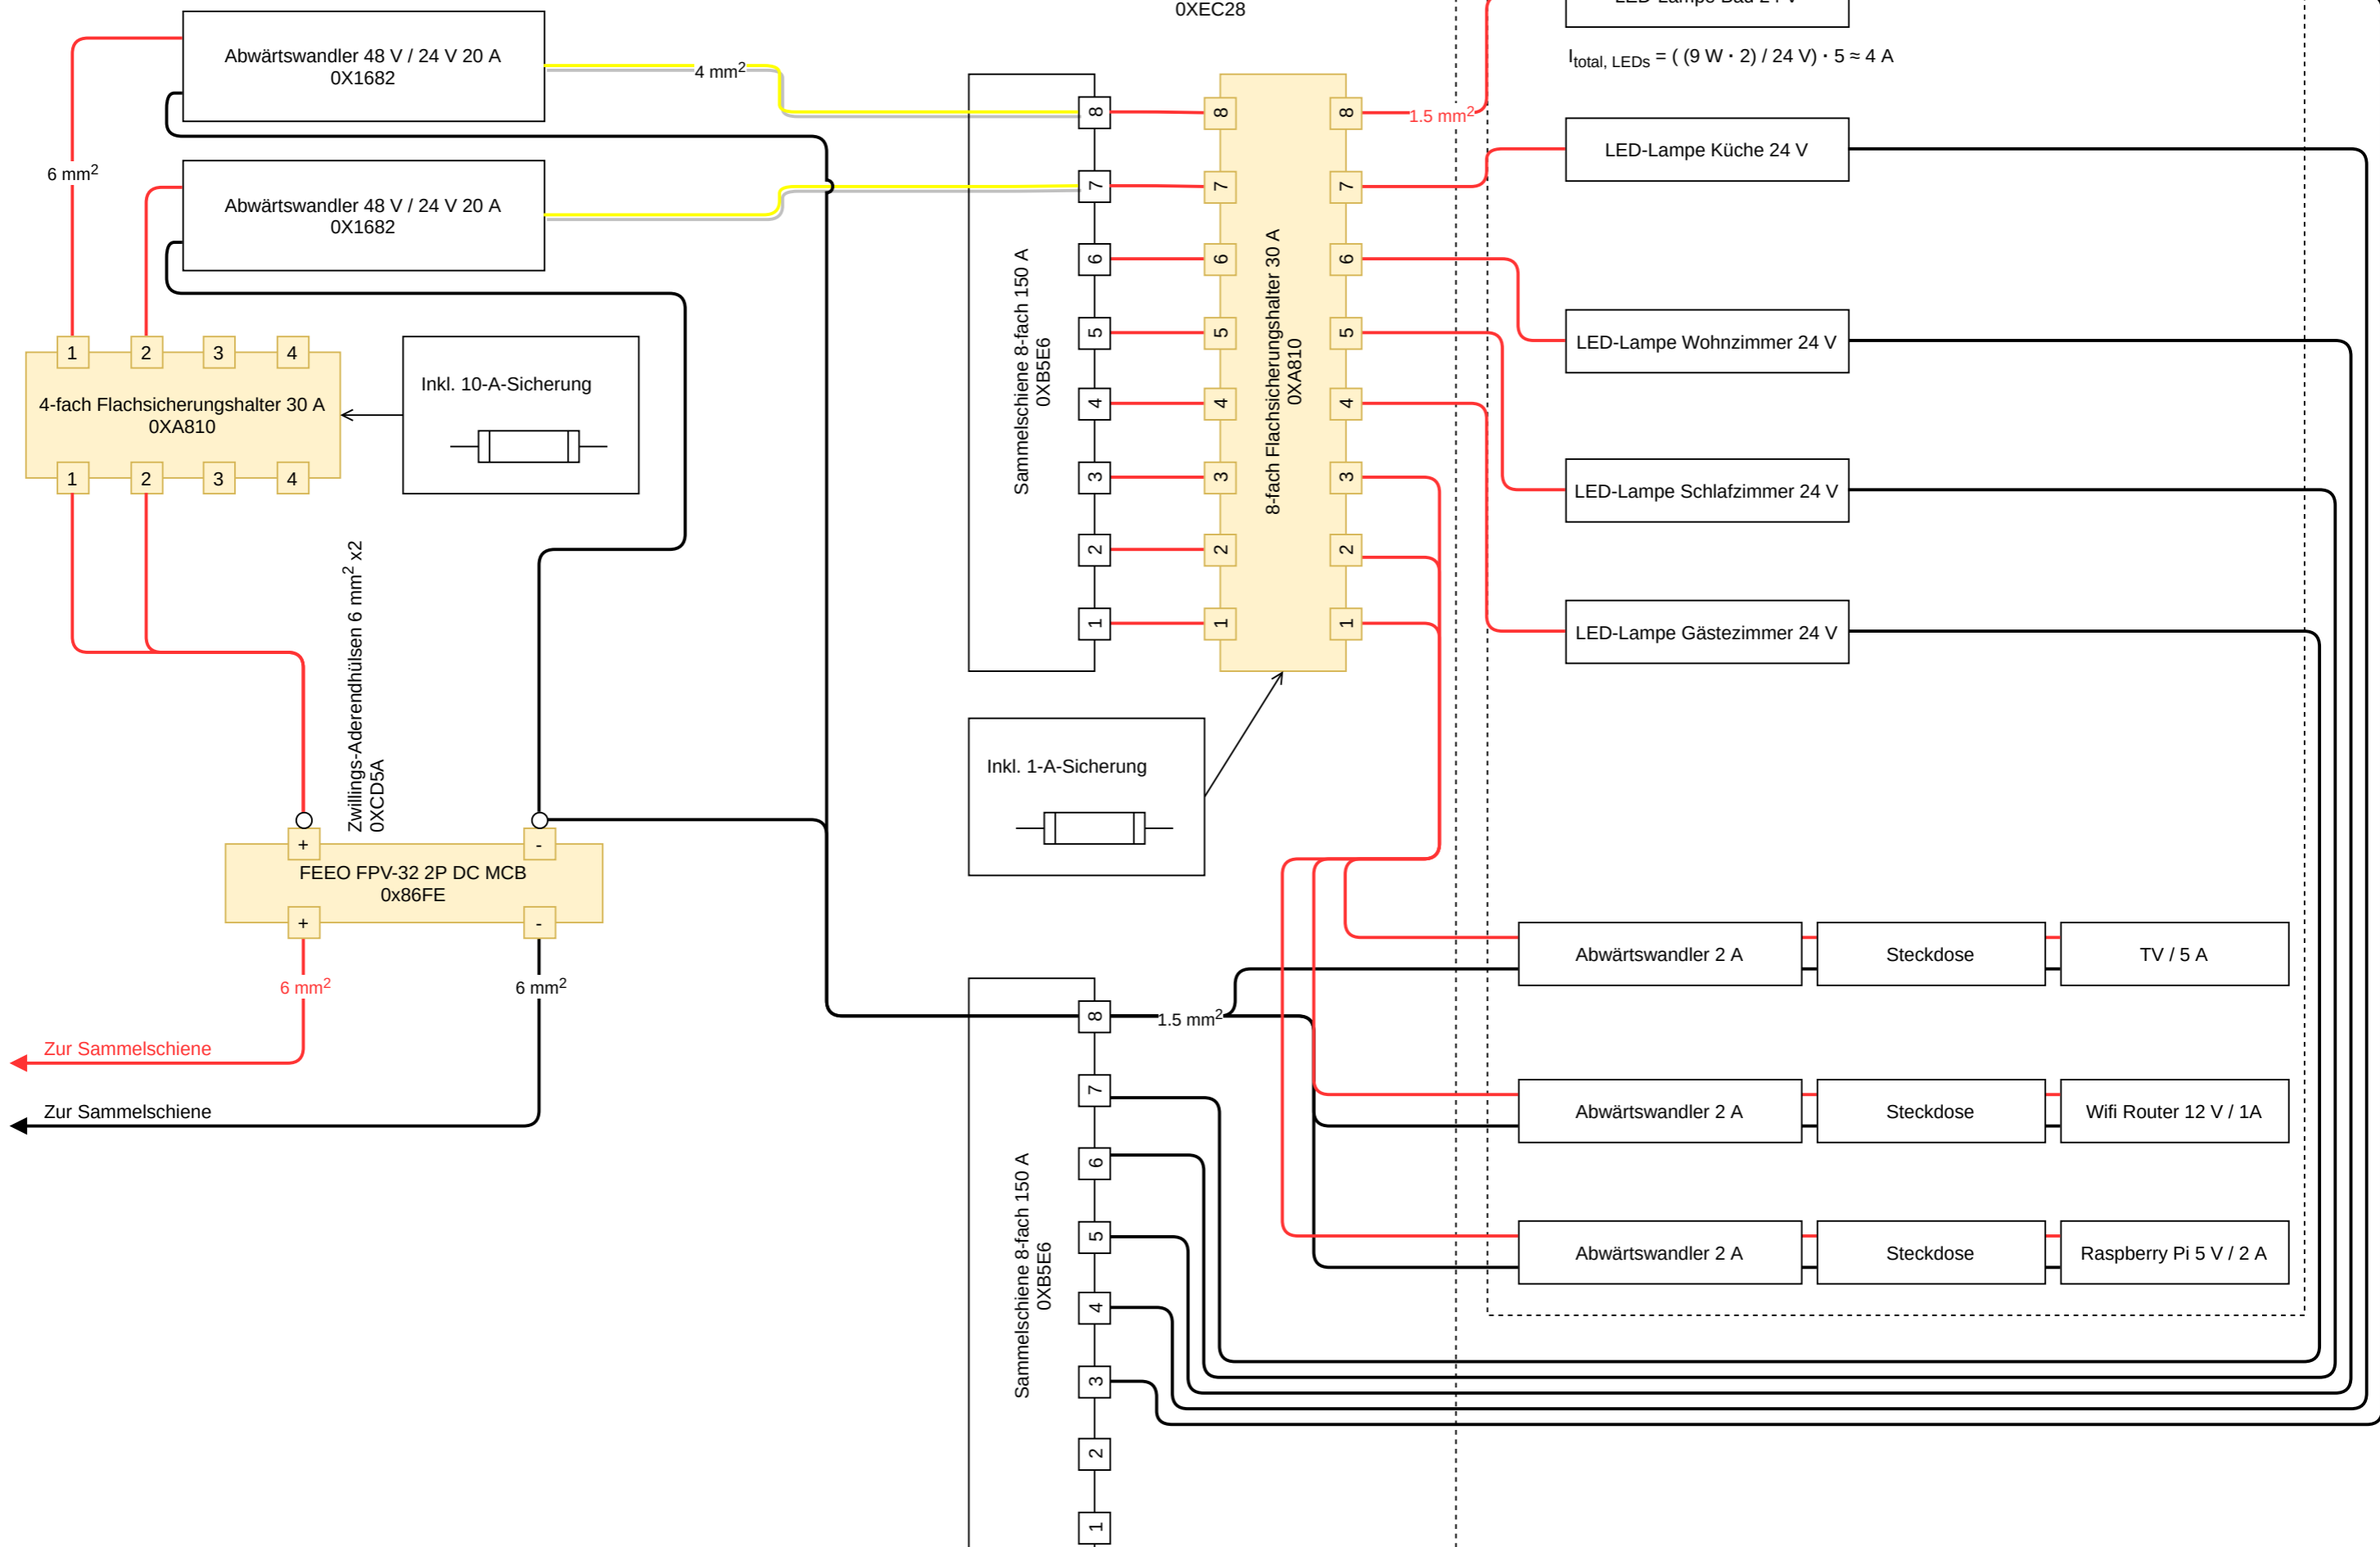 0XEC28
LED-Lampe Bad 24 V
Abwärtswandler 48 V / 24 V 20 A
0X1682
4 mm²
I_total, LEDs = ( (9 W · 2) / 24 V) · 5 ≈ 4 A
8
8
8
1.5 mm²
LED-Lampe Küche 24 V
6 mm²
Abwärtswandler 48 V / 24 V 20 A
0X1682
7
7
7
6
6
6
Sammelschiene 8-fach 150 A
0XB5E6
8-fach Flachsicherungshalter 30 A
0XA810
5
5
5
LED-Lampe Wohnzimmer 24 V
1
2
3
4
4-fach Flachsicherungshalter 30 A
0XA810
Inkl. 10-A-Sicherung
1
2
3
4
4
4
4
3
3
3
LED-Lampe Schlafzimmer 24 V
2
2
2
1
1
1
LED-Lampe Gästezimmer 24 V
Zwillings-Aderendhülsen 6 mm² x2
0XCD5A
Inkl. 1-A-Sicherung
+
-
FEEO FPV-32 2P DC MCB
0x86FE
+
-
6 mm²
6 mm²
Zur Sammelschiene
Zur Sammelschiene
Abwärtswandler 2 A
Steckdose
TV / 5 A
8
1.5 mm²
7
Abwärtswandler 2 A
Steckdose
Wifi Router 12 V / 1A
6
Sammelschiene 8-fach 150 A
0XB5E6
5
Abwärtswandler 2 A
Steckdose
Raspberry Pi 5 V / 2 A
4
3
2
1